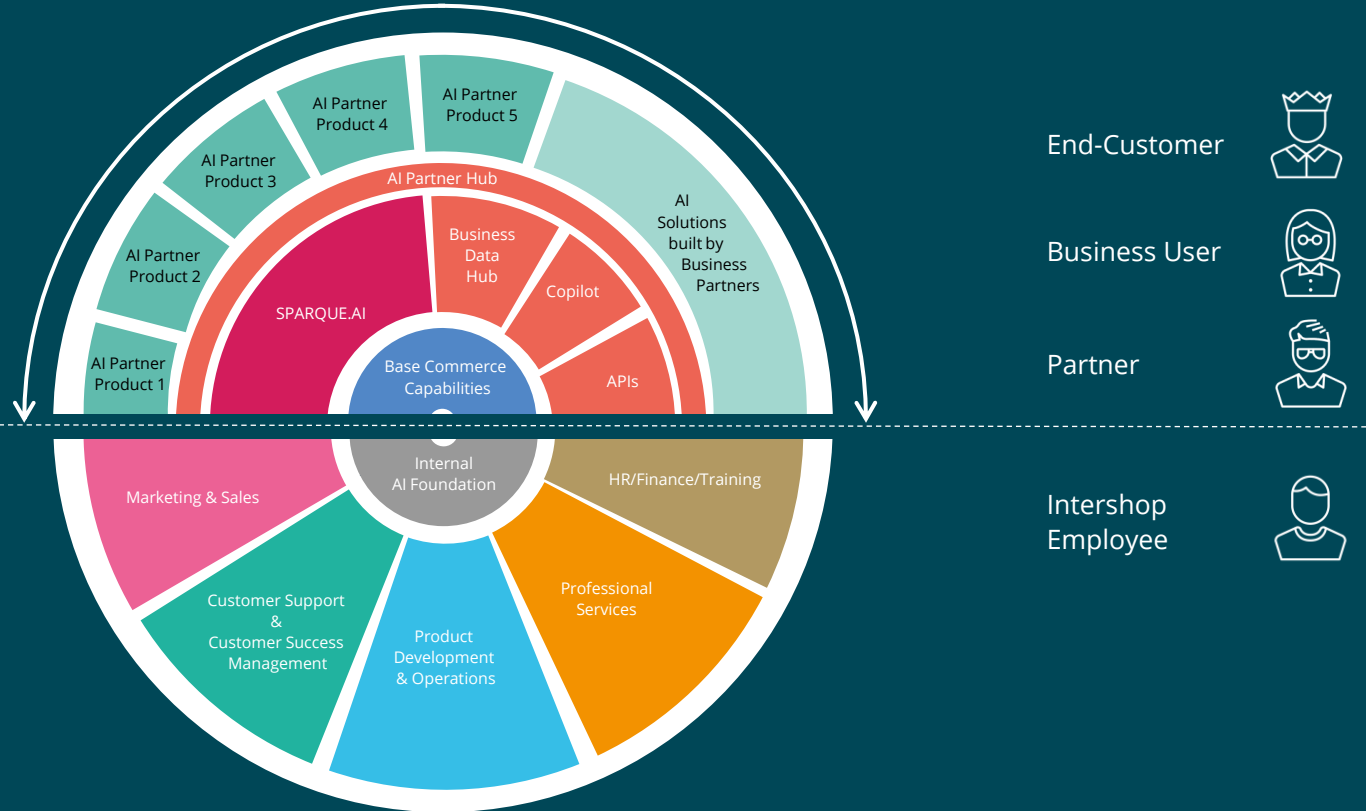 AI Partner
Product 5
AI Partner
Product 4
AI Partner
Product 3
AI Partner
Product 2
AI Partner
Product 1
AI Partner Hub
AI
Solutions
built by
Business
Partners
SPARQUE.AI
Business
Data
Hub
Copilot
APIs
Base Commerce
Capabilities
Internal
AI Foundation
Marketing & Sales
HR/Finance/Training
Customer Support
&
Customer Success
Management
Product
Development
& Operations
Professional
Services
End-Customer
Business User
Partner
Intershop
Employee